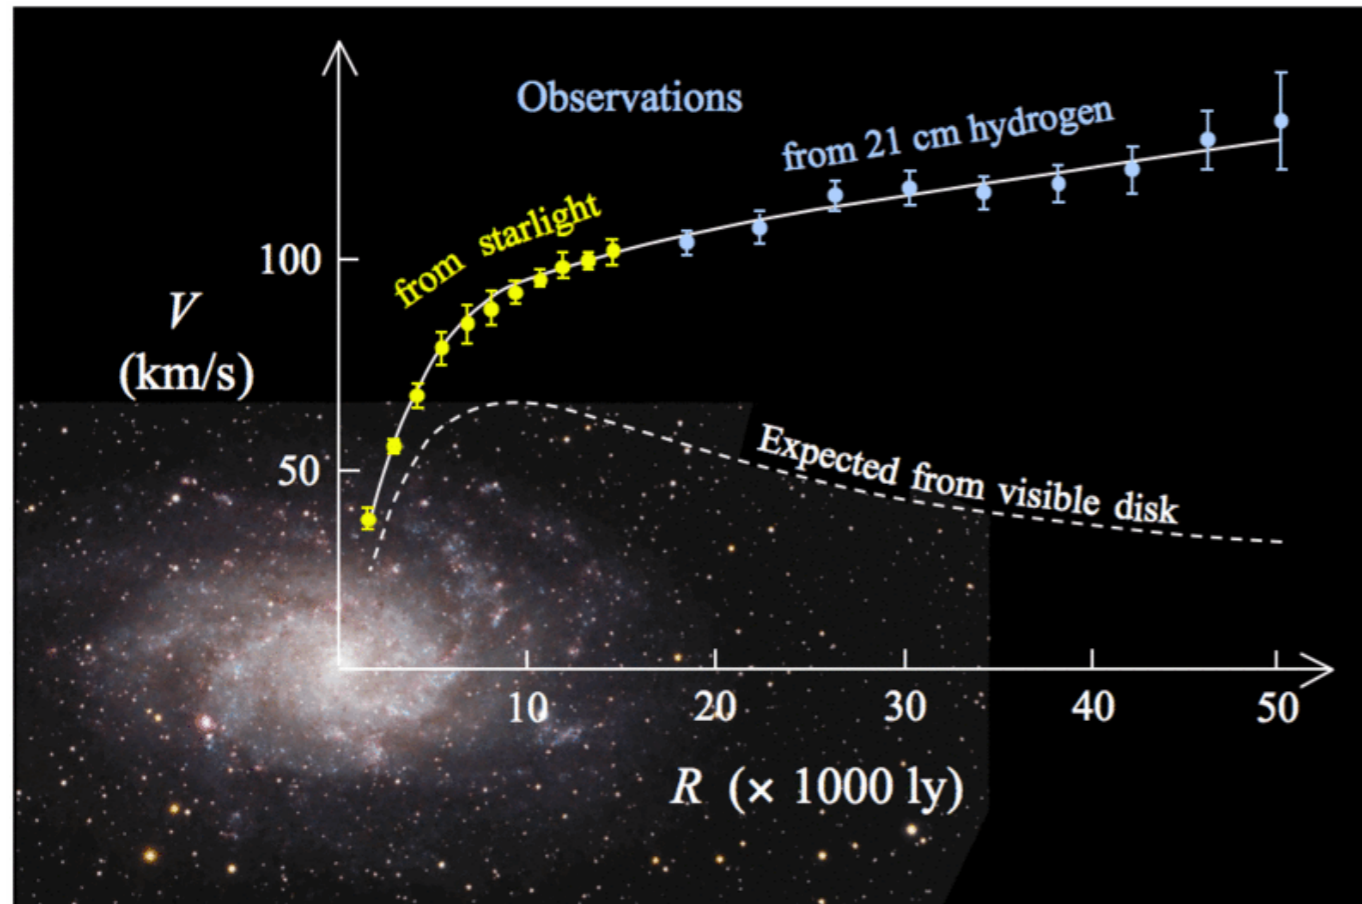 Observations
from 21 cm hydrogen
from starlight
100
V
(km/s)
50
Expected from visible disk
10
20
30
40
50
R (× 1000 ly)